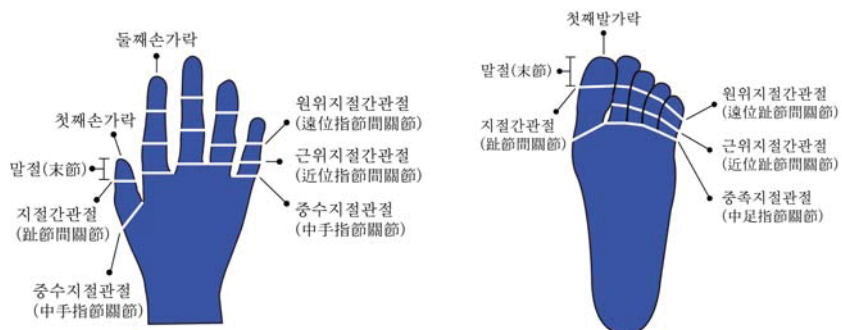 둘째손가락
첫째손가락
말절(末節)
지절간관절
(趾節間關節)
중수지절관절
(中手指節關節)
원위지절간관절
(遠位指節間關節)
근위지절간관절
(近位指節間關節)
중수지절관절
(中手指節關節)
첫째발가락
말절(末節)
지절간관절
(趾節間關節)
원위지절간관절
(遠位趾節間關節)
근위지절간관절
(近位趾節間關節)
중족지절관절
(中足指節關節)